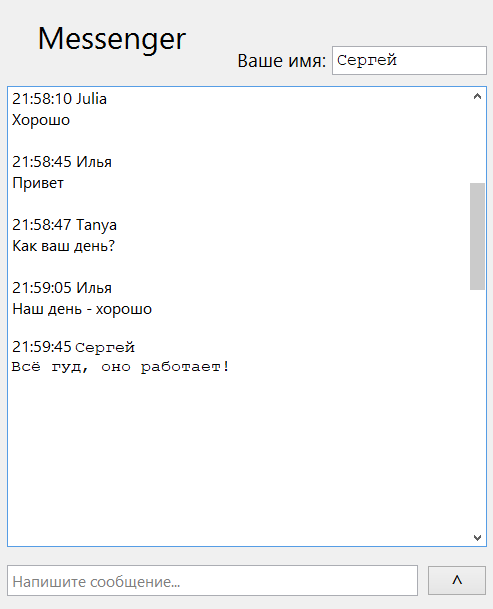 Messenger
Ваше имя: Сергей
21:58:10 Julia
Хорошо
21:58:45 Илья
Привет
21:58:47 Tanya
Как ваш день?
21:59:05 Илья
Наш день - хорошо
21:59:45 Сергей
Всё гуд, оно работает!
Напишите сообщение...
^